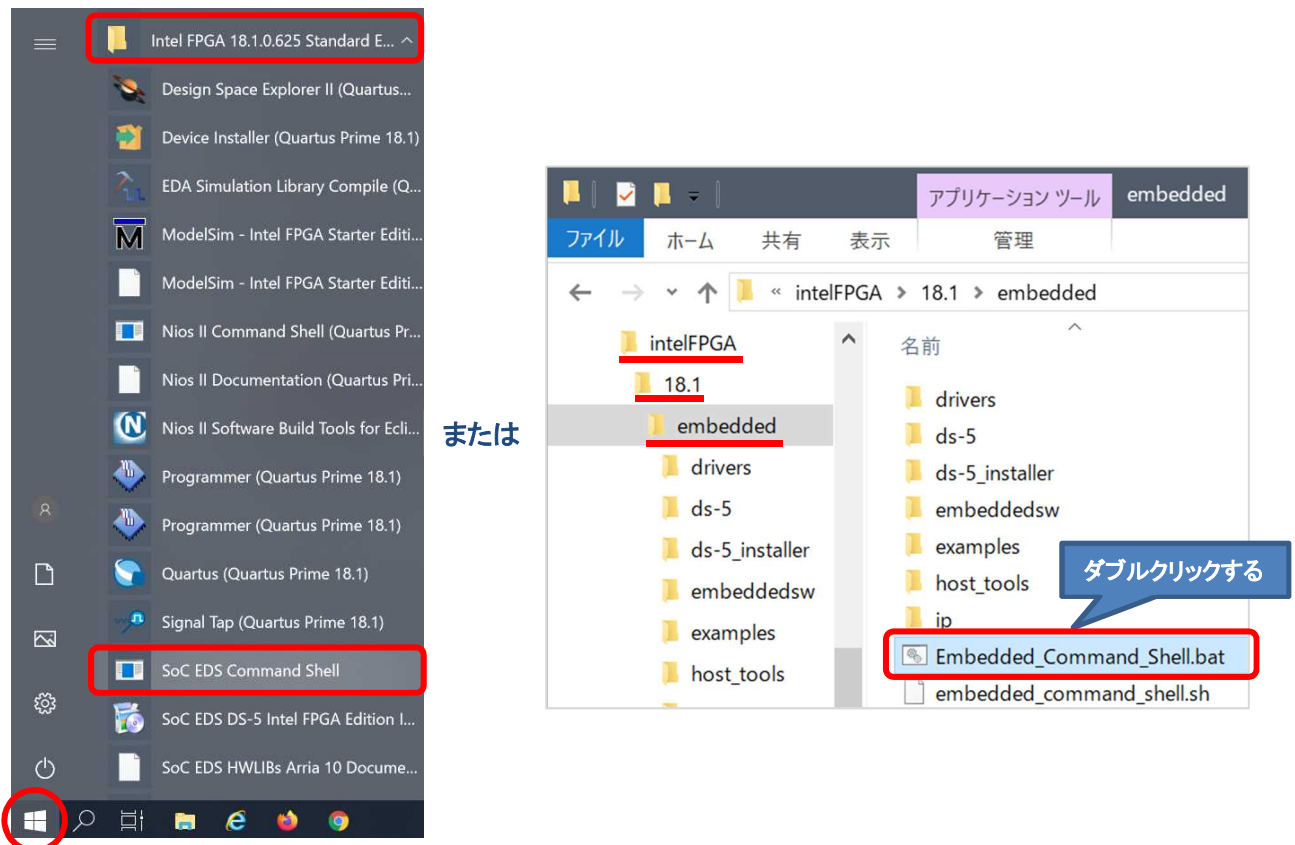 Intel FPGA 18.1.0.625 Standard E...
Design Space Explorer II (Quartus...
Device Installer (Quartus Prime 18.1)
EDA Simulation Library Compile (Q...
ModelSim - Intel FPGA Starter Editi...
ModelSim - Intel FPGA Starter Editi...
Nios II Command Shell (Quartus Pr...
Nios II Documentation (Quartus Pri...
Nios II Software Build Tools for Ecli...
Programmer (Quartus Prime 18.1)
Programmer (Quartus Prime 18.1)
Quartus (Quartus Prime 18.1)
Signal Tap (Quartus Prime 18.1)
SoC EDS Command Shell
SoC EDS DS-5 Intel FPGA Edition I...
SoC EDS HWLIBs Arria 10 Docume...
または
アプリケーション ツール embedded
ファイル ホーム 共有 表示 管理
« intelFPGA > 18.1 > embedded
intelFPGA
18.1
embedded
drivers
ds-5
ds-5_installer
embeddedsw
examples
host_tools
名前
drivers
ds-5
ds-5_installer
embeddedsw
examples
host_tools
ip
Embedded_Command_Shell.bat
embedded_command_shell.sh
ダブルクリックする